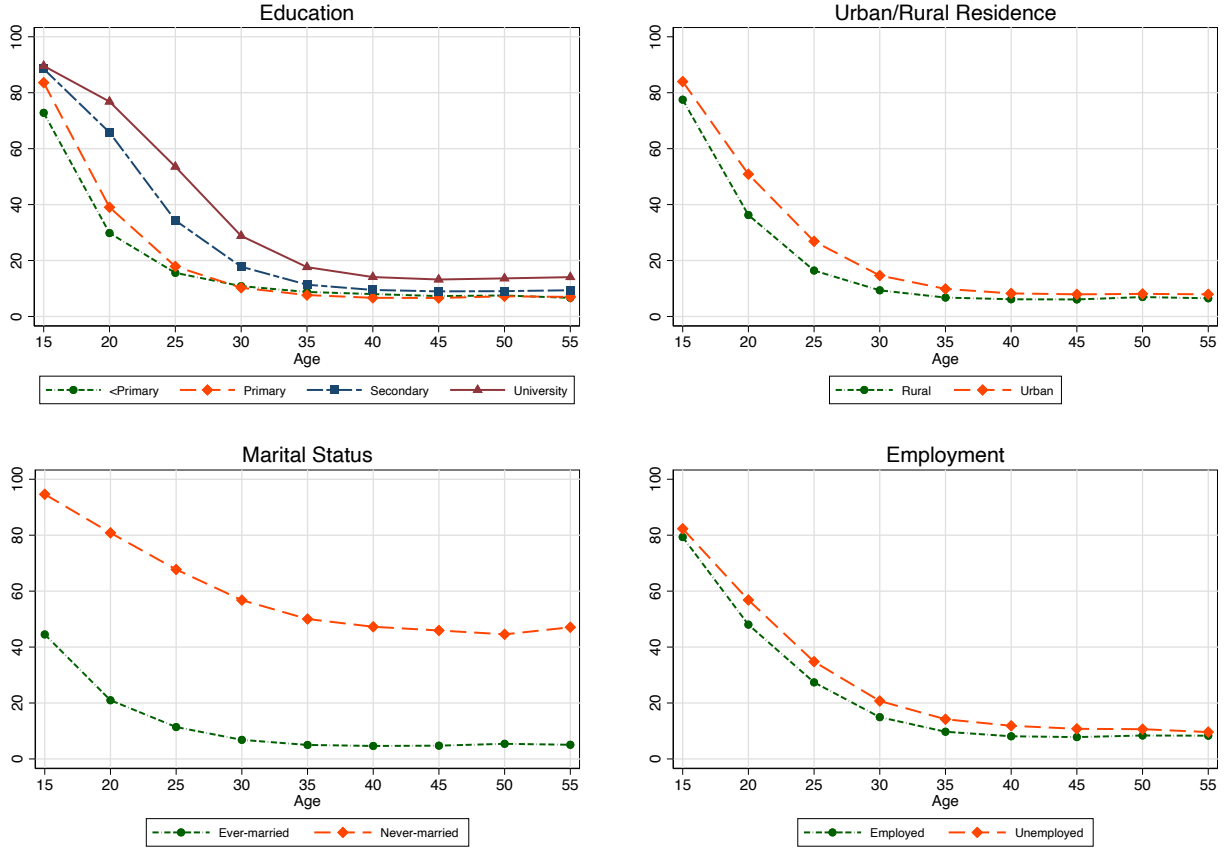 Education
100
80
60
40
20
0
15 20 25 30 35 40 45 50 55
Age
<Primary Primary Secondary University
Urban/Rural Residence
100
80
60
40
20
0
15 20 25 30 35 40 45 50 55
Age
Rural Urban
Marital Status
100
80
60
40
20
0
15 20 25 30 35 40 45 50 55
Age
Ever-married Never-married
Employment
100
80
60
40
20
0
15 20 25 30 35 40 45 50 55
Age
Employed Unemployed